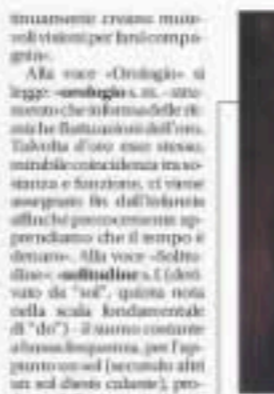 tinuamente creano mute-
voli visioni per farsi compa-
gnia».
Alla voce «Orologio» si
legge: «orologio s. m. - stru-
mento che informa delle rit-
miche fluttuazioni dell'oro.
Talvolta d'oro esso stesso,
mirabile coincidenza tra so-
stanza e funzione, ci viene
assegnato fin dall'infanzia
affinché precocemente ap-
prendiamo che il tempo è
denaro». Alla voce «Solitu-
dine»: «solitudine s. f. (deri-
vato da "sol", quinta nota
nella scala fondamentale
di "do") - il suono costante
a bassa frequenza, per l'ap-
punto un sol (secondo altri
un sol diesis calante), pro-